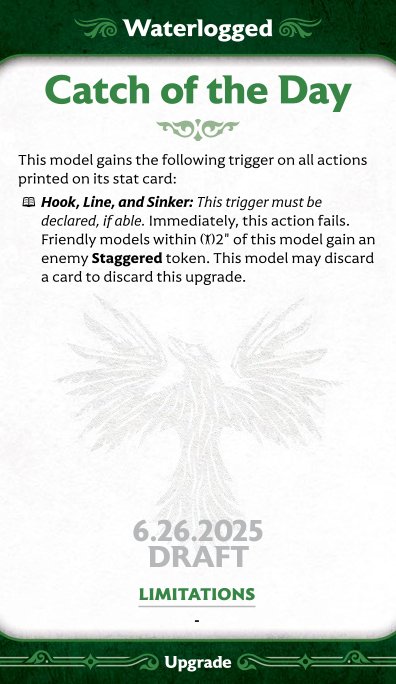 Waterlogged
Catch of the Day
This model gains the following trigger on all actions
printed on its stat card:
Hook, Line, and Sinker: This trigger must be
declared, if able. Immediately, this action fails.
Friendly models within 2" of this model gain an
enemy Staggered token. This model may discard
a card to discard this upgrade.
6.26.2025
DRAFT
LIMITATIONS
-
Upgrade